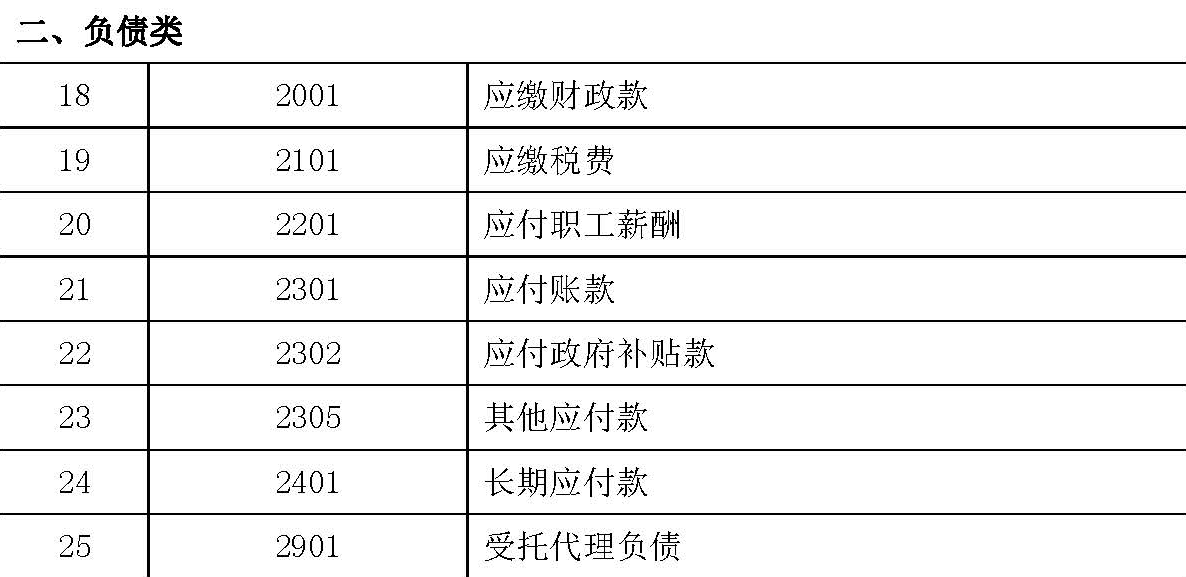 二、负债类
18 2001 应缴财政款
19 2101 应缴税费
20 2201 应付职工薪酬
21 2301 应付账款
22 2302 应付政府补贴款
23 2305 其他应付款
24 2401 长期应付款
25 2901 受托代理负债